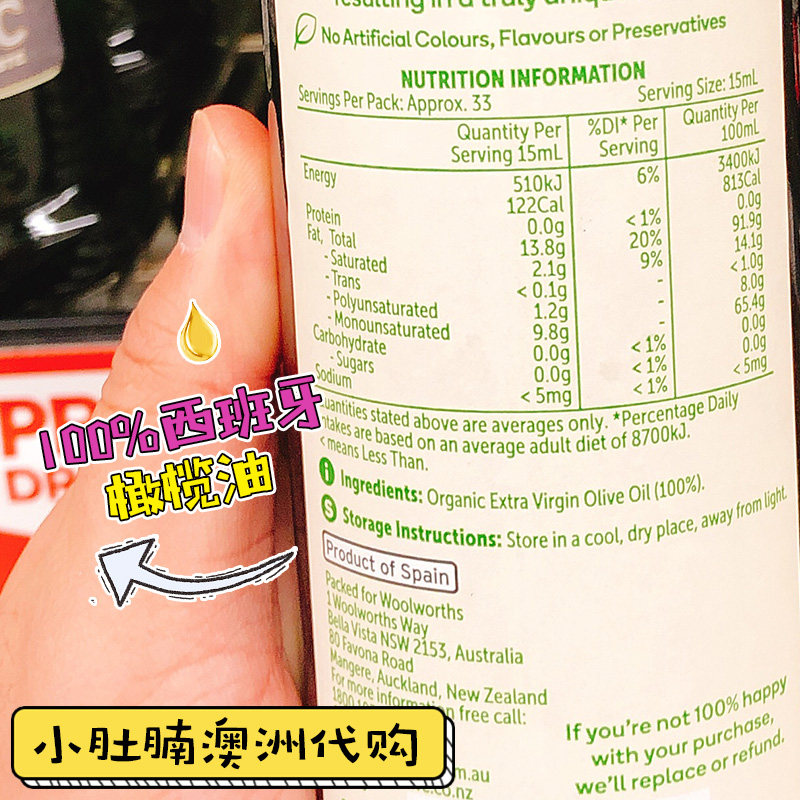 resulting in a truly
No Artificial Colours, Flavours or Preservatives
NUTRITION INFORMATION
Servings Per Pack: Approx. 33 Serving Size: 15mL
Quantity Per Serving 15mL %DI* Per Serving Quantity Per 100mL
Energy 510kJ 6% 3400kJ
122Cal 813Cal
Protein 0.0g <1% 0.0g
Fat, Total 13.8g 20% 91.9g
- Saturated 2.1g 9% 14.1g
- Trans <0.1g - <1.0g
- Polyunsaturated 1.2g - 8.0g
- Monounsaturated 9.8g - 65.4g
Carbohydrate 0.0g <1% 0.0g
- Sugars 0.0g <1% 0.0g
Sodium <5mg <1% <5mg
uantities stated above are averages only. *Percentage Daily
ntakes are based on an average adult diet of 8700kJ.
< means Less Than.
Ingredients: Organic Extra Virgin Olive Oil (100%).
Storage Instructions: Store in a cool, dry place, away from light.
Product of Spain
Packed for Woolworths
1 Woolworths Way
Bella Vista NSW 2153, Australia
80 Favona Road
Mangere, Auckland, New Zealand
For more information free call:
m.au
co.nz
If you're not 100% happy
with your purchase,
we'll replace or refund.
100%西班牙
橄榄油
小肚腩澳洲代购